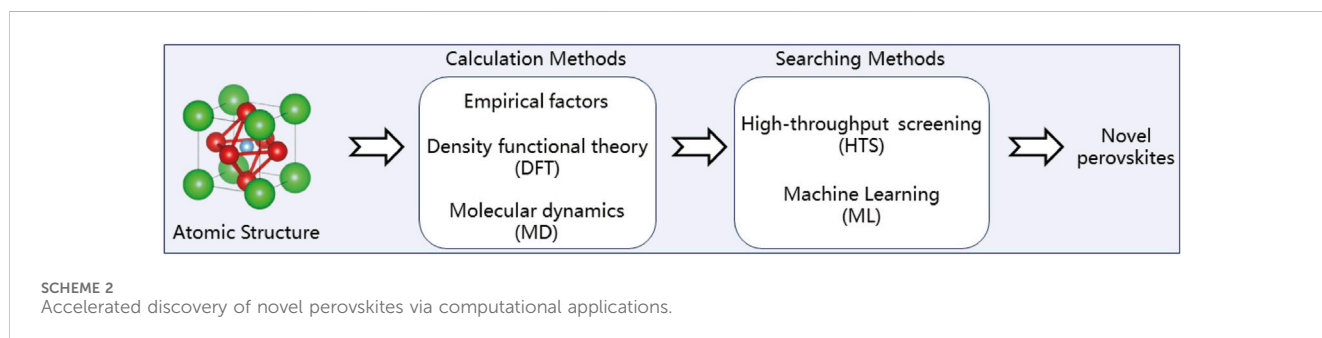 Calculation Methods
Searching Methods
Empirical factors
Density functional theory
(DFT)
Molecular dynamics
(MD)
High-throughput screening
(HTS)
Machine Learning
(ML)
Novel
perovskites
Atomic Structure
SCHEME 2
Accelerated discovery of novel perovskites via computational applications.